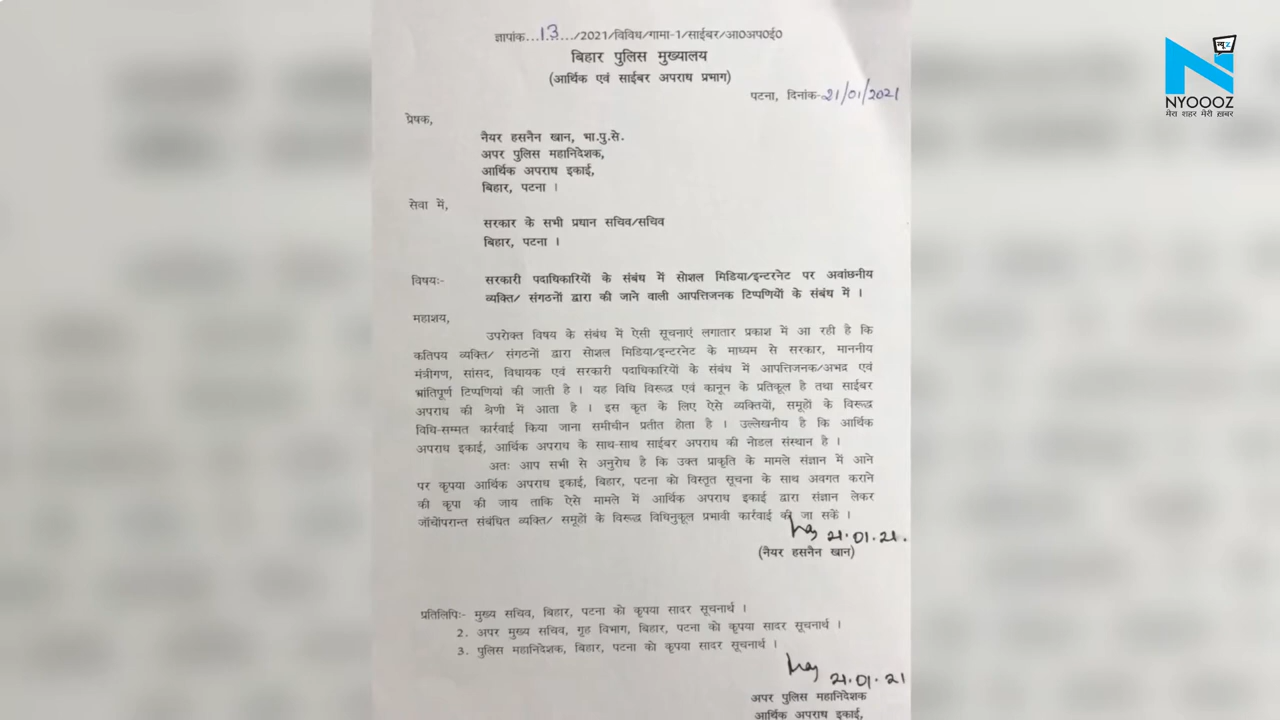 ज्ञापांक...13.../2021/विविध/गामा-1/साईबर/आ0अप0ई0
बिहार पुलिस मुख्यालय
(आर्थिक एवं साईबर अपराध प्रभाग)
पटना, दिनांक-21/01/2021
प्रेषक,
नैयर हसनैन खान, भा.पु.से.
अपर पुलिस महानिदेशक,
आर्थिक अपराध इकाई,
बिहार, पटना ।
सेवा में,
सरकार के सभी प्रधान सचिव/सचिव
बिहार, पटना ।
विषयः- सरकारी पदाधिकारियों के संबंध में सोशल मिडिया/इन्टरनेट पर अवांछनीय
व्यक्ति/ संगठनों द्वारा की जाने वाली आपत्तिजनक टिप्पणियों के संबंध में ।
महाशय,
उपरोक्त विषय के संबंध में ऐसी सूचनाएं लगातार प्रकाश में आ रही है कि
कतिपय व्यक्ति/ संगठनों द्वारा सोशल मिडिया/इन्टरनेट के माध्यम से सरकार, माननीय
मंत्रीगण, सांसद, विधायक एवं सरकारी पदाधिकारियों के संबंध में आपत्तिजनक/अभद्र एवं
भ्रांतिपूर्ण टिप्पणियां की जाती है । यह विधि विरूद्ध एवं कानून के प्रतिकूल है तथा साईबर
अपराध की श्रेणी में आता है । इस कृत के लिए ऐसे व्यक्तियों, समूहों के विरूद्ध
विधि-सम्मत कार्रवाई किया जाना समीचीन प्रतीत होता है । उल्लेखनीय है कि आर्थिक
अपराध इकाई, आर्थिक अपराध के साथ-साथ साईबर अपराध की नोडल संस्थान है ।
अतः आप सभी से अनुरोध है कि उक्त प्राकृति के मामले संज्ञान में आने
पर कृपया आर्थिक अपराध इकाई, बिहार, पटना को विस्तृत सूचना के साथ अवगत कराने
की कृपा की जाय ताकि ऐसे मामले में आर्थिक अपराध इकाई द्वारा संज्ञान लेकर
जाँचोंपरान्त संबंधित व्यक्ति/ समूहों के विरूद्ध विधिनुकूल प्रभावी कार्रवाई की जा सकें ।
21.01.21.
(नैयर हसनैन खान)
प्रतिलिपिः- मुख्य सचिव, बिहार, पटना को कृपया सादर सूचनार्थ ।
2. अपर मुख्य सचिव, गृह विभाग, बिहार, पटना को कृपया सादर सूचनार्थ ।
3. पुलिस महानिदेशक, बिहार, पटना को कृपया सादर सूचनार्थ ।
21.01.21
अपर पुलिस महानिदेशक
आर्थिक अपराध इकाई,
न्यूz
NYOOOZ
मेरा शहर मेरी ख़बर